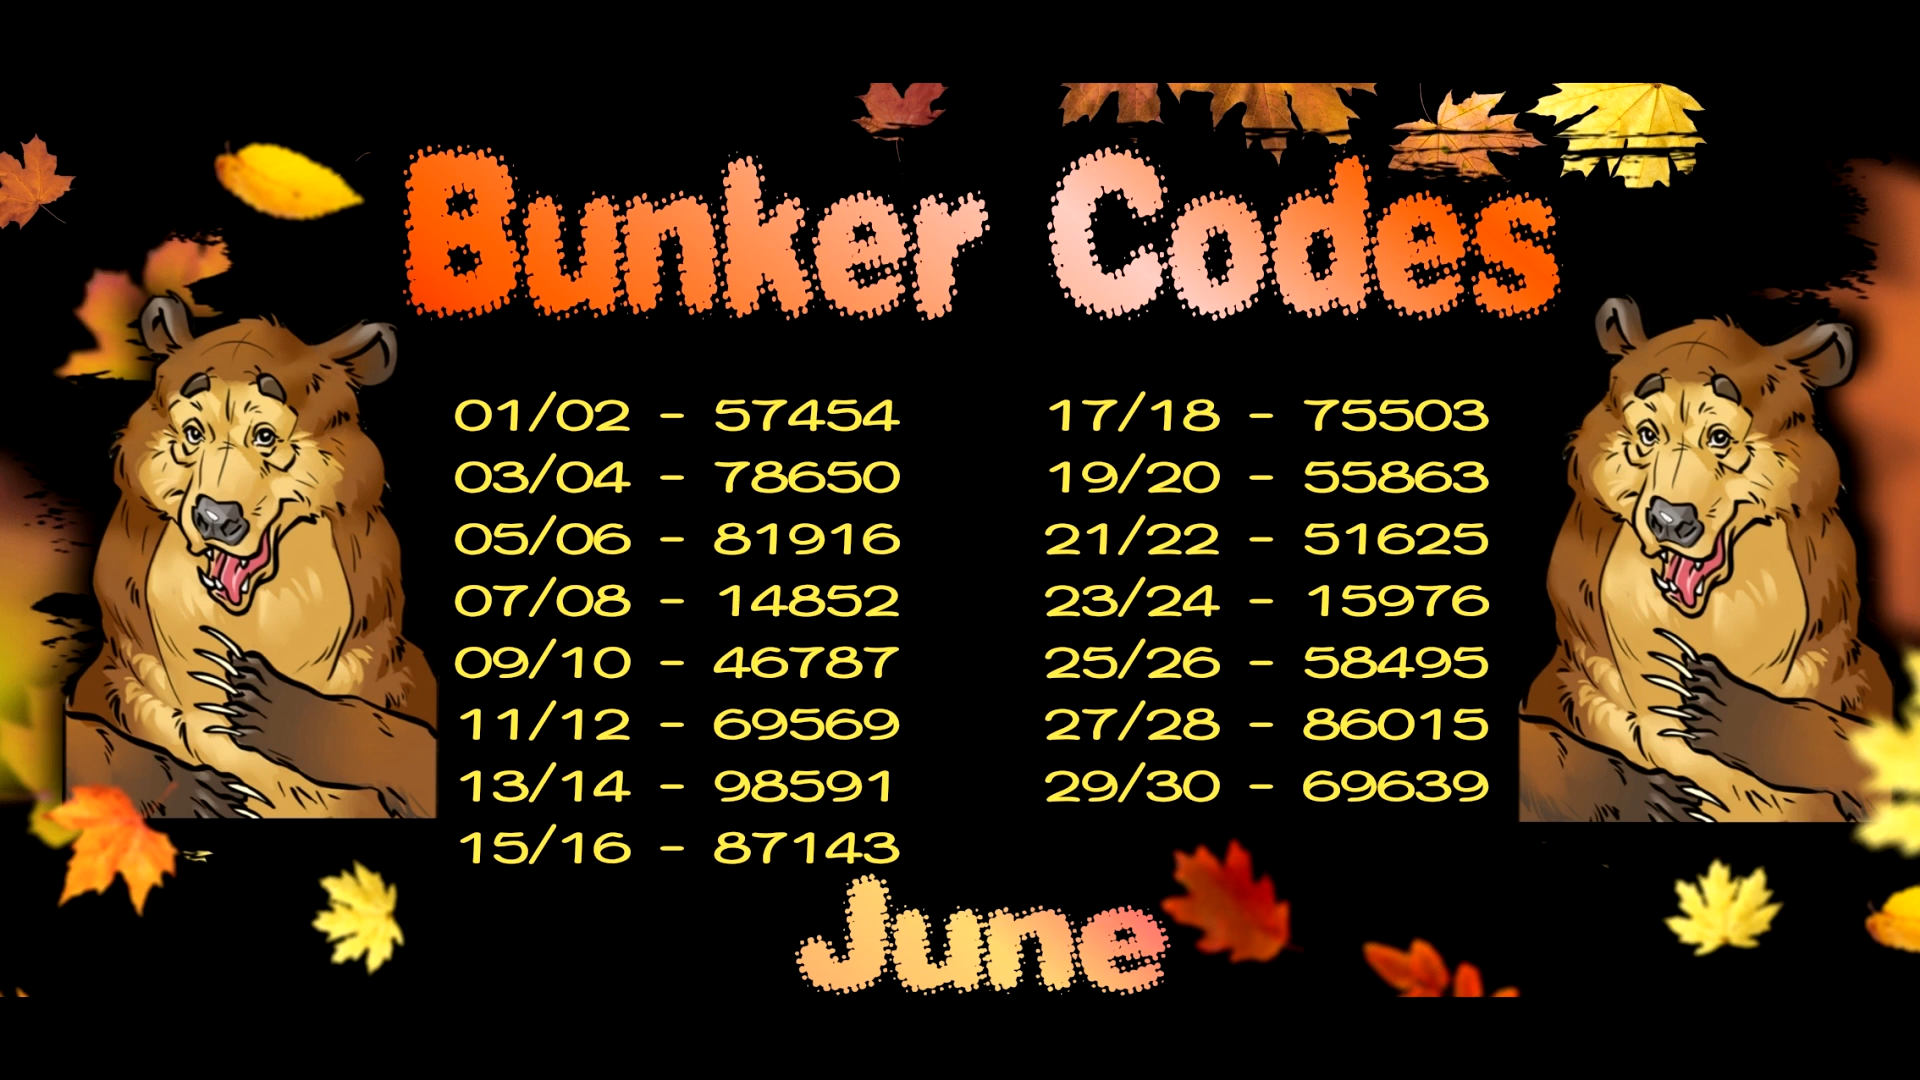 Bunker Codes
01/02 - 57454
03/04 - 78650
05/06 - 81916
07/08 - 14852
09/10 - 46787
11/12 - 69569
13/14 - 98591
15/16 - 87143
17/18 - 75503
19/20 - 55863
21/22 - 51625
23/24 - 15976
25/26 - 58495
27/28 - 86015
29/30 - 69639
June